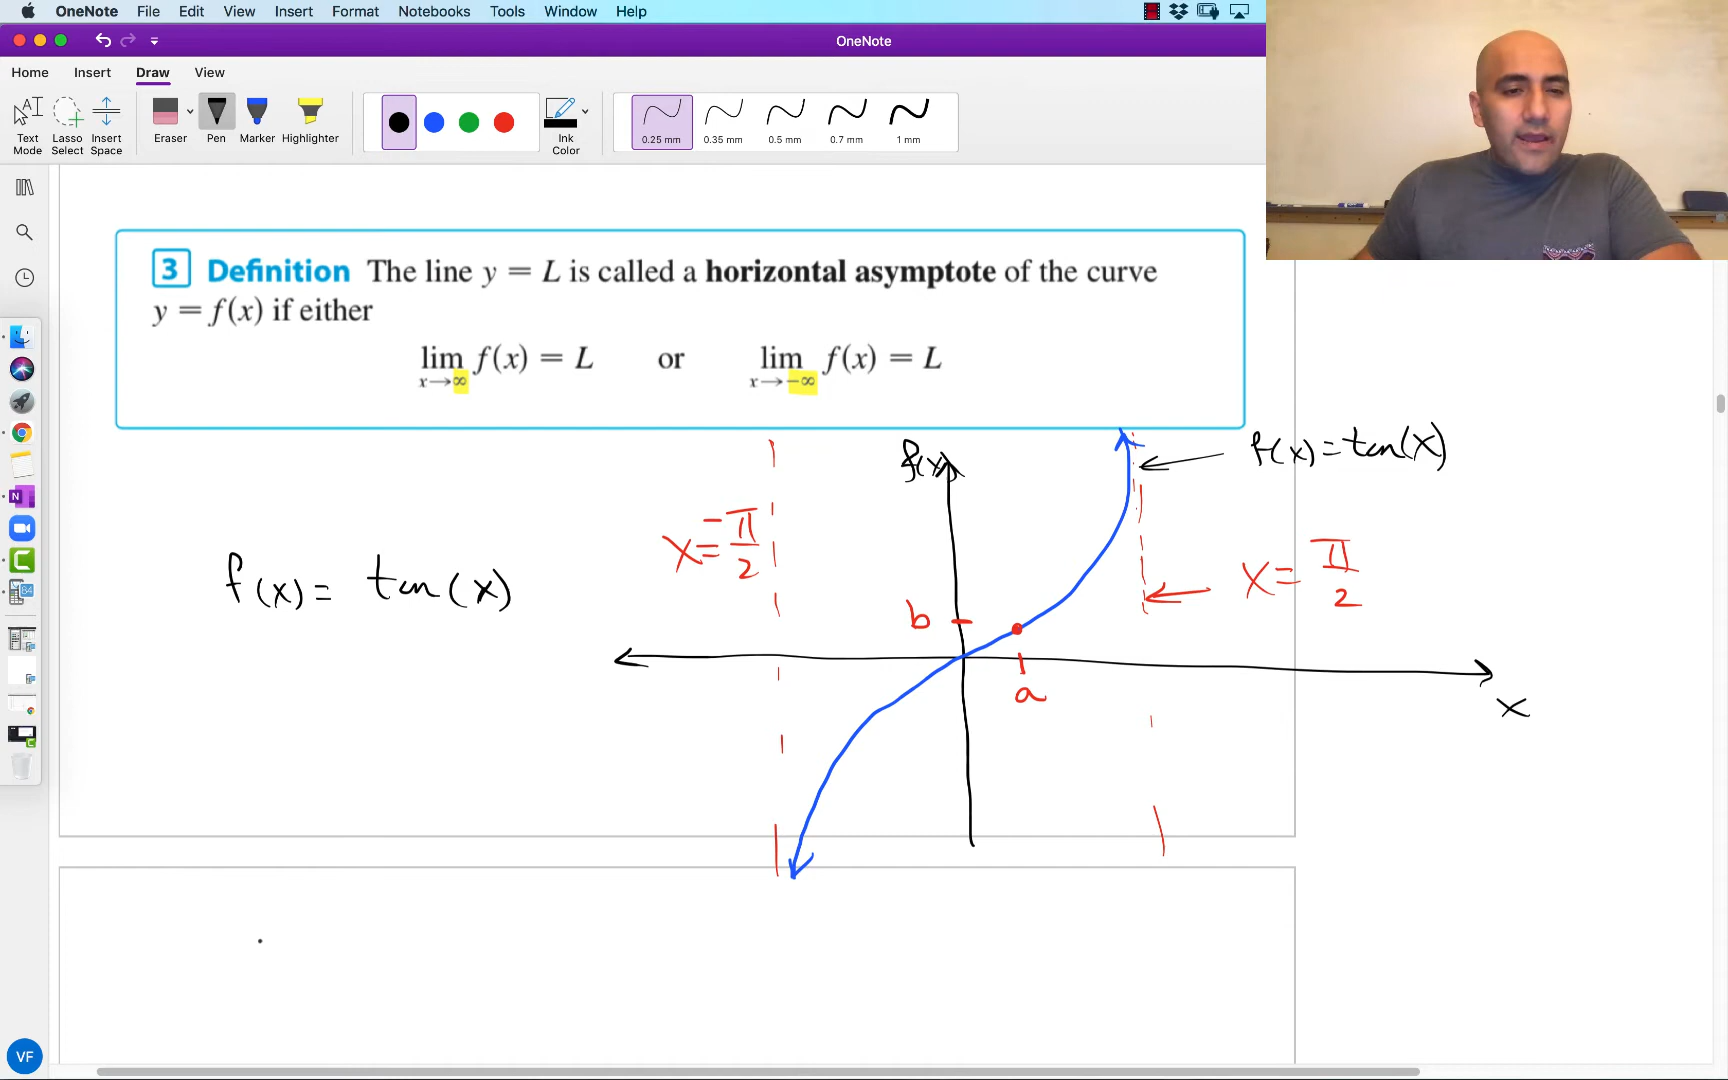 OneNote File Edit View Insert Format Notebooks Tools Window Help
OneNote
Home Insert Draw View
Text Mode
Lasso Select
Insert Space
Eraser
Pen
Marker
Highlighter
Ink Color
0.25 mm
0.35 mm
0.5 mm
0.7 mm
1 mm
3 Definition The line y = L is called a horizontal asymptote of the curve
y = f(x) if either
lim x→∞ f(x) = L or lim x→-∞ f(x) = L
f(x)
f(x) = tan(x)
x = -π/2
x = π/2
f(x) = tan(x)
b
a
x
VF